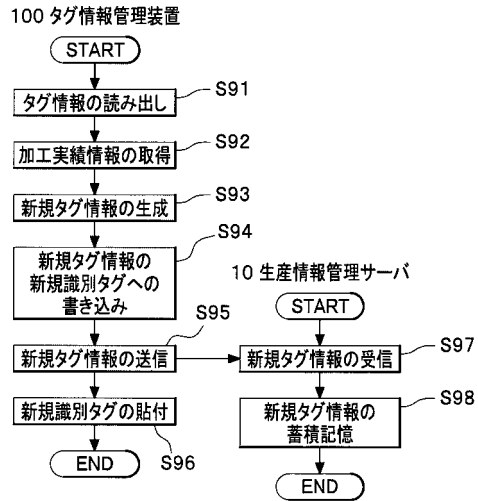 100 タグ情報管理装置
START
タグ情報の読み出し
S91
加工実績情報の取得
S92
新規タグ情報の生成
S93
新規タグ情報の
新規識別タグへの
書き込み
S94
新規タグ情報の送信
S95
新規識別タグの貼付
S96
END
10 生産情報管理サーバ
START
新規タグ情報の受信
S97
新規タグ情報の
蓄積記憶
S98
END